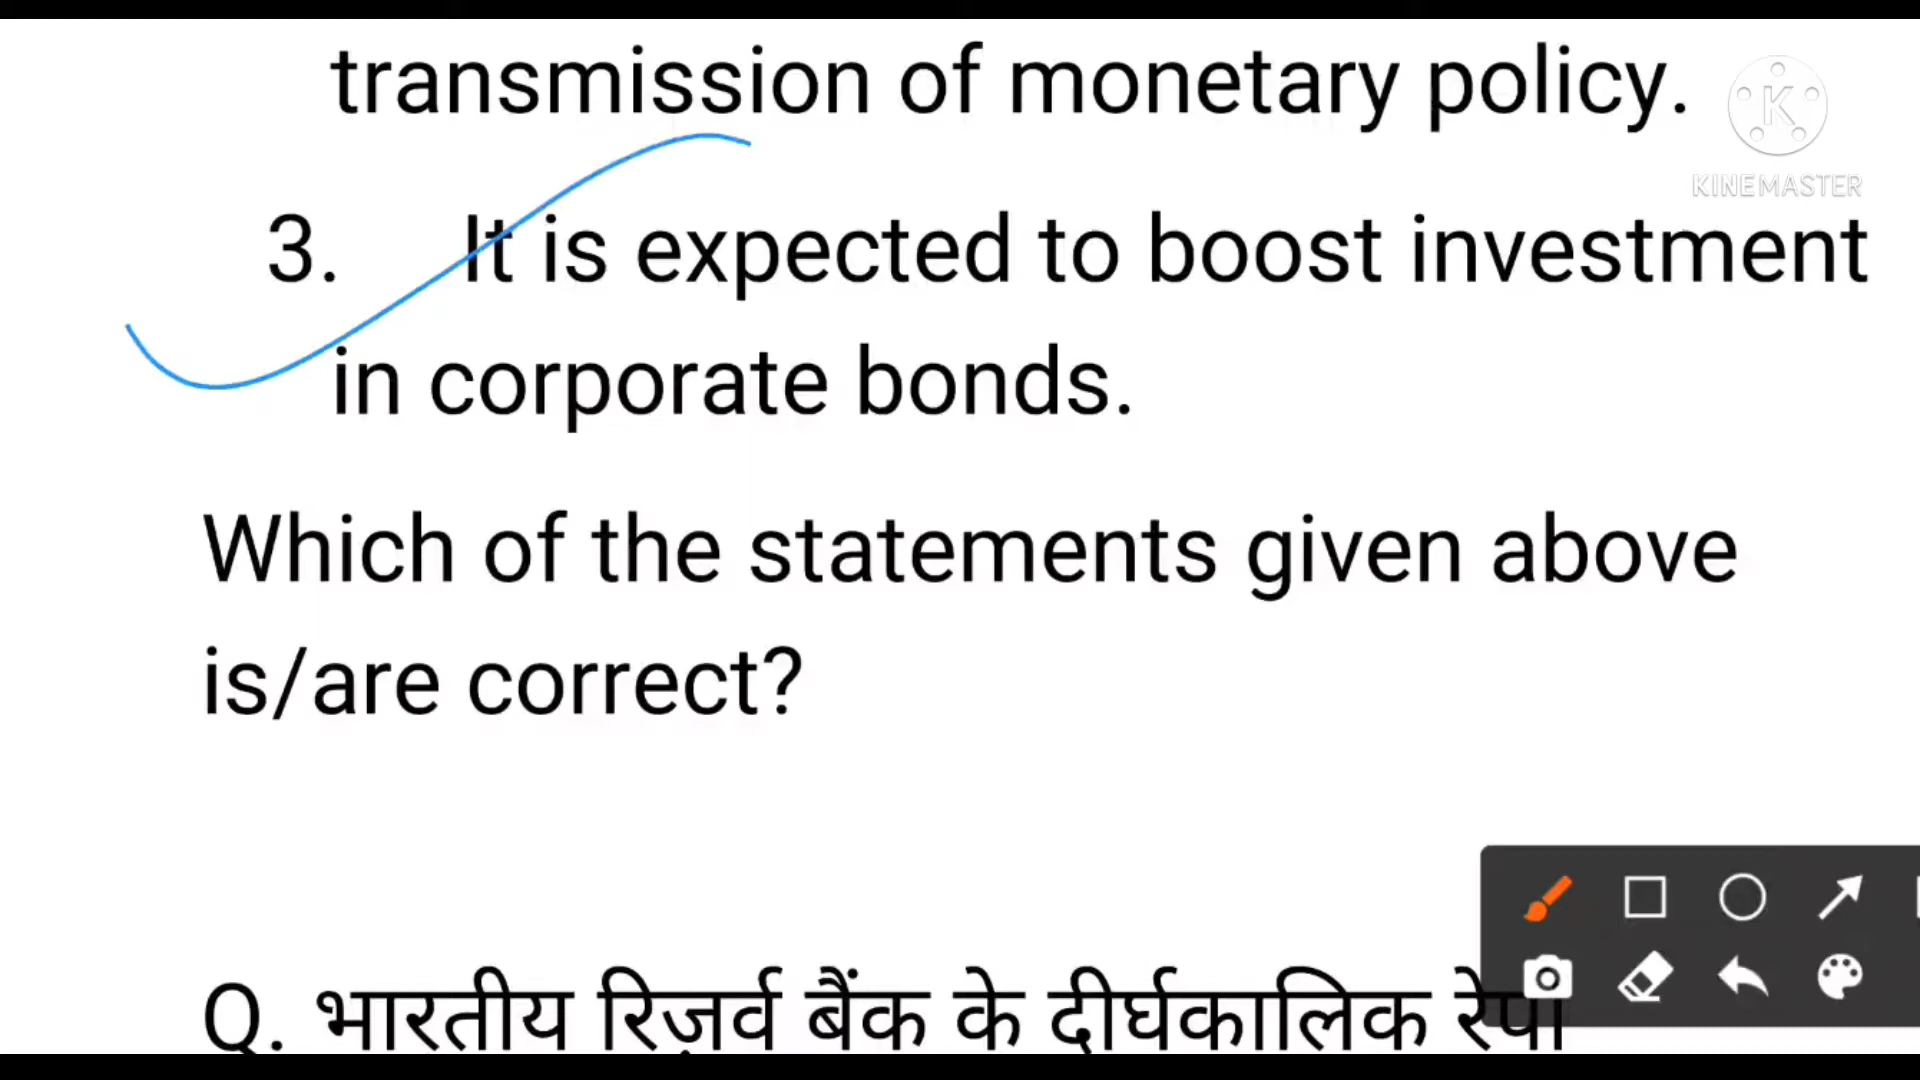 transmission of monetary policy.
KINEMASTER
3. It is expected to boost investment
in corporate bonds.
Which of the statements given above
is/are correct?
Q. भारतीय रिज़र्व बैंक के दीर्घकालिक रेपो